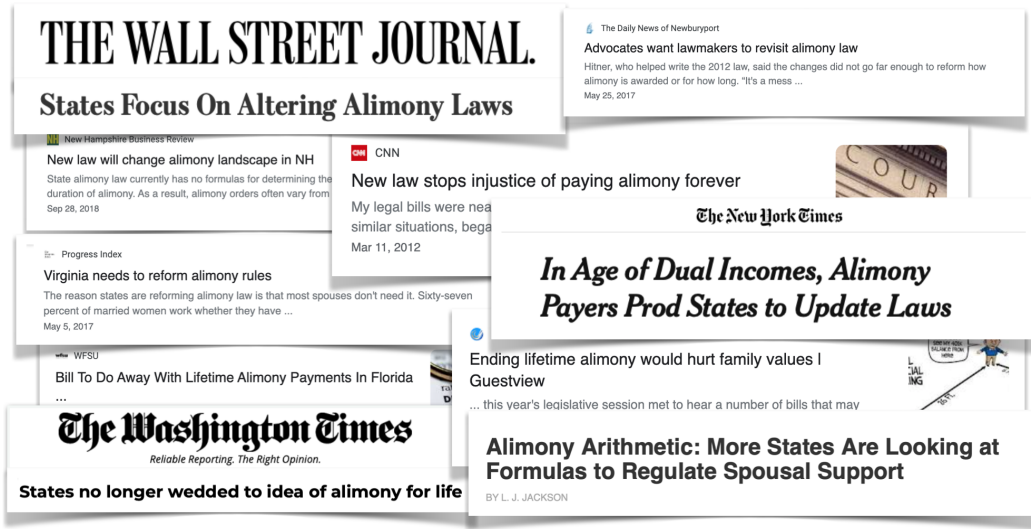 THE WALL STREET JOURNAL.
States Focus On Altering Alimony Laws
The Daily News of Newburyport
Advocates want lawmakers to revisit alimony law
Hitner, who helped write the 2012 law, said the changes did not go far enough to reform how
alimony is awarded or for how long. "It's a mess ...
May 25, 2017
NH New Hampshire Business Review
New law will change alimony landscape in NH
State alimony law currently has no formulas for determining the
duration of alimony. As a result, alimony orders often vary from
Sep 28, 2018
CNN CNN
New law stops injustice of paying alimony forever
My legal bills were nea
similar situations, bega
Mar 11, 2012
COUR
The New York Times
In Age of Dual Incomes, Alimony
Payers Prod States to Update Laws
Progress Index
Virginia needs to reform alimony rules
The reason states are reforming alimony law is that most spouses don't need it. Sixty-seven
percent of married women work whether they have ...
May 5, 2017
wfsu WFSU
Bill To Do Away With Lifetime Alimony Payments In Florida
...
Ending lifetime alimony would hurt family values |
Guestview
... this year's legislative session met to hear a number of bills that may
BALANCE FROM
HERE
The Washington Times
Reliable Reporting. The Right Opinion.
States no longer wedded to idea of alimony for life
Alimony Arithmetic: More States Are Looking at
Formulas to Regulate Spousal Support
BY L. J. JACKSON